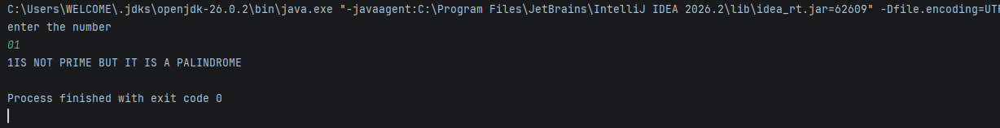 C:\Users\WELCOME\.jdks\openjdk-26.0.2\bin\java.exe "-javaagent:C:\Program Files\JetBrains\IntelliJ IDEA 2026.2\lib\idea_rt.jar=62609" -Dfile.encoding=UTF
enter the number
01
1IS NOT PRIME BUT IT IS A PALINDROME
Process finished with exit code 0